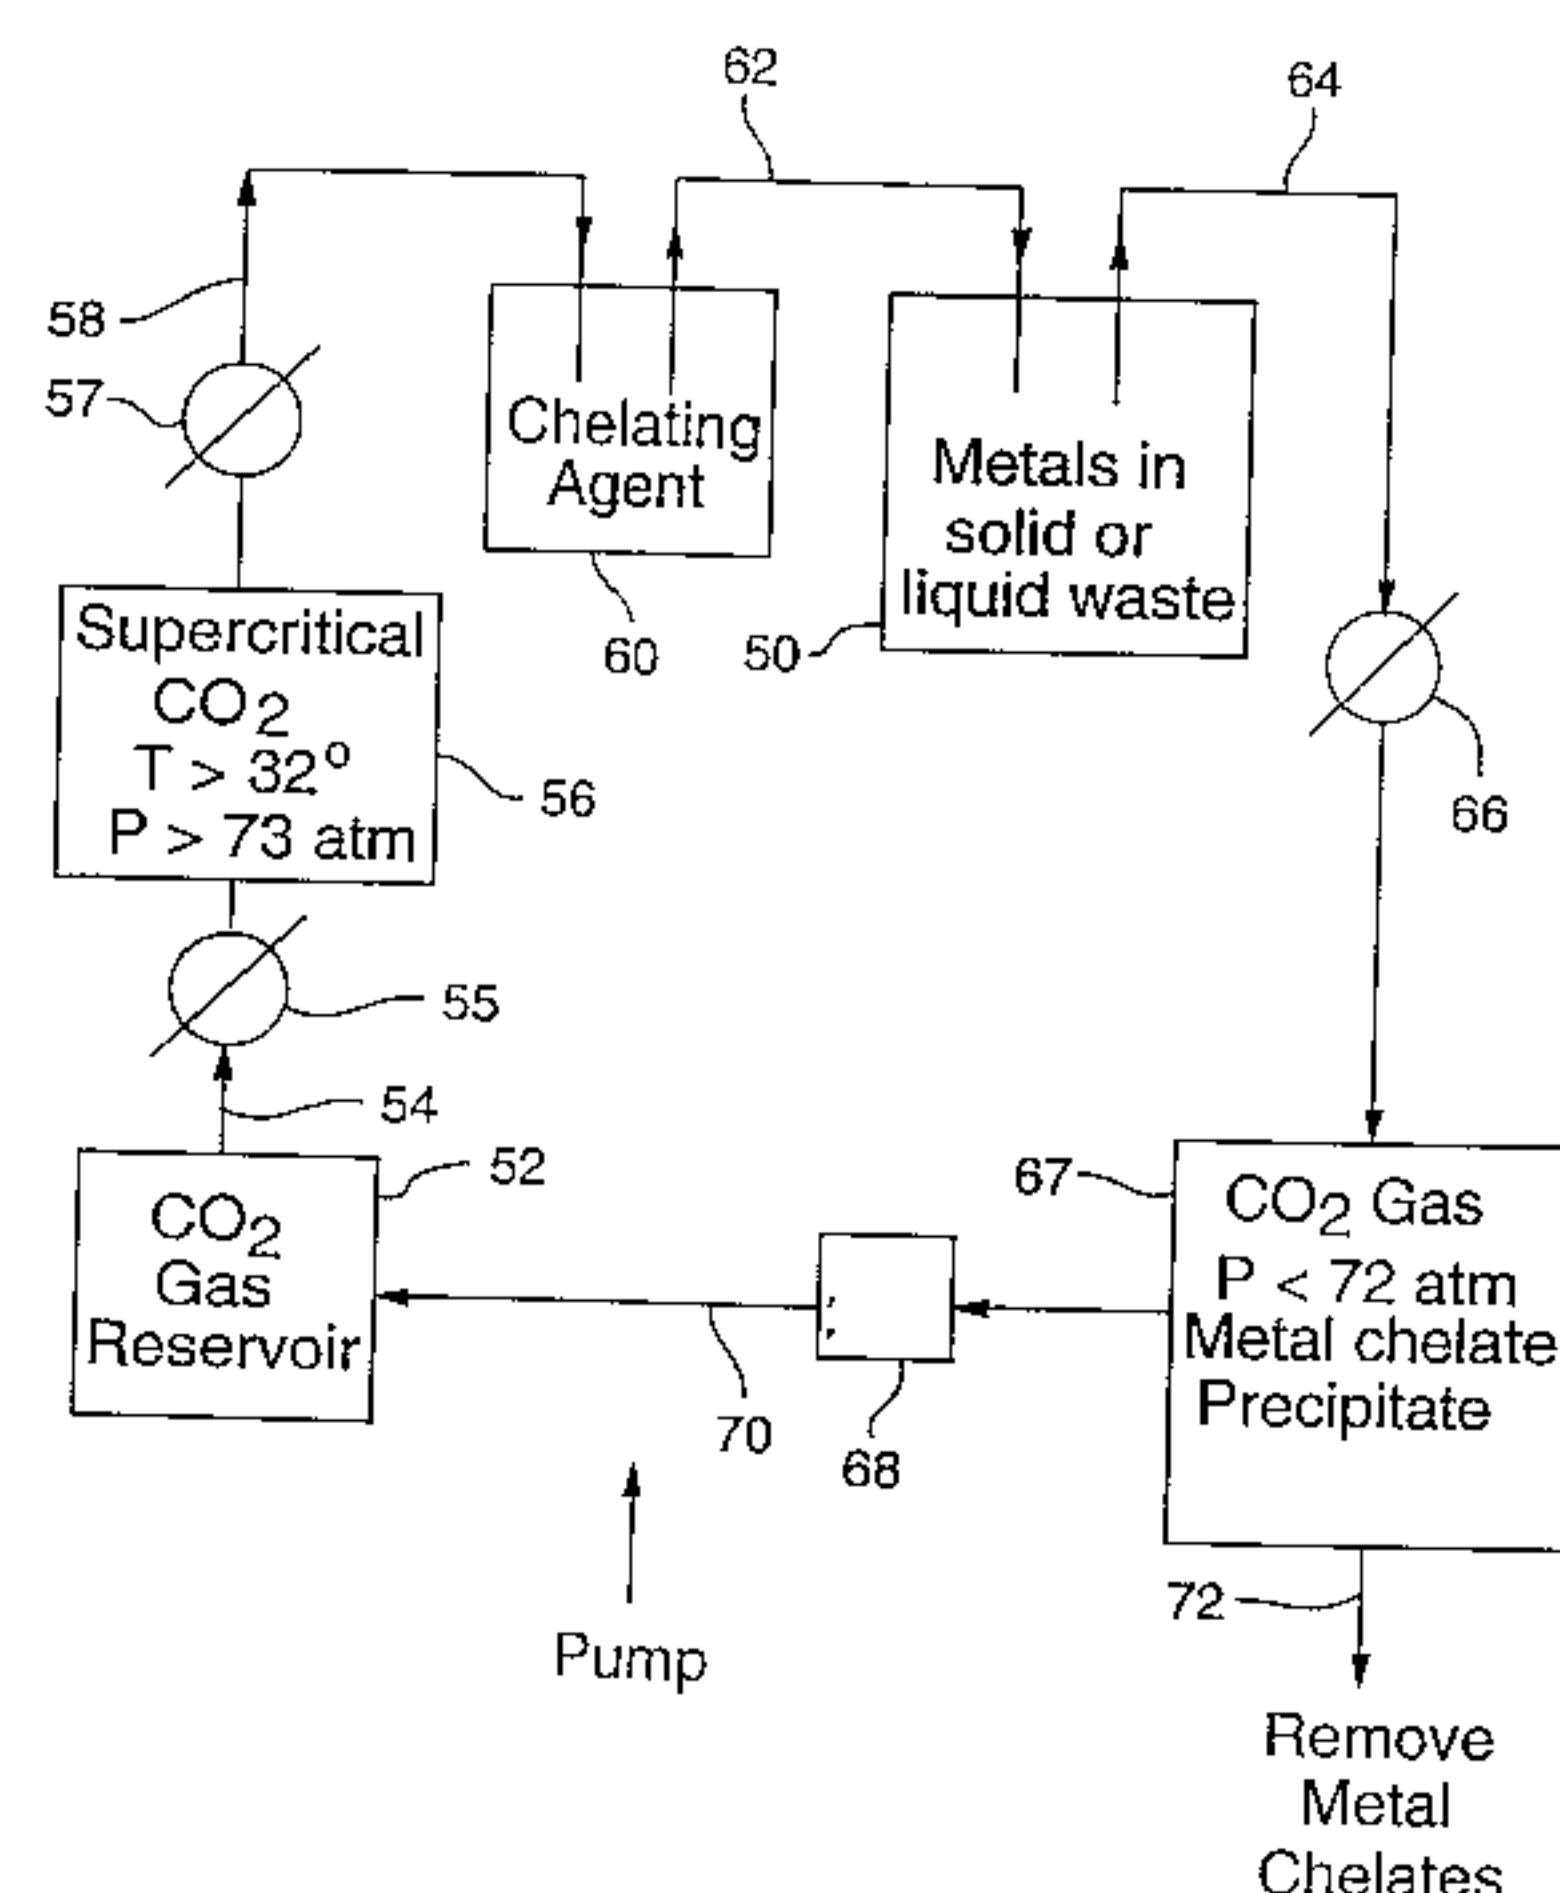 62
64
58
57
Chelating
Agent
Metals in
solid or
liquid waste
60
50
Supercritical
CO2
T > 32°
P > 73 atm
56
66
55
54
52
CO2
Gas
Reservoir
67
CO2 Gas
P < 72 atm
Metal chelate
Precipitate
70
68
72
Pump
Remove
Metal
Chelates